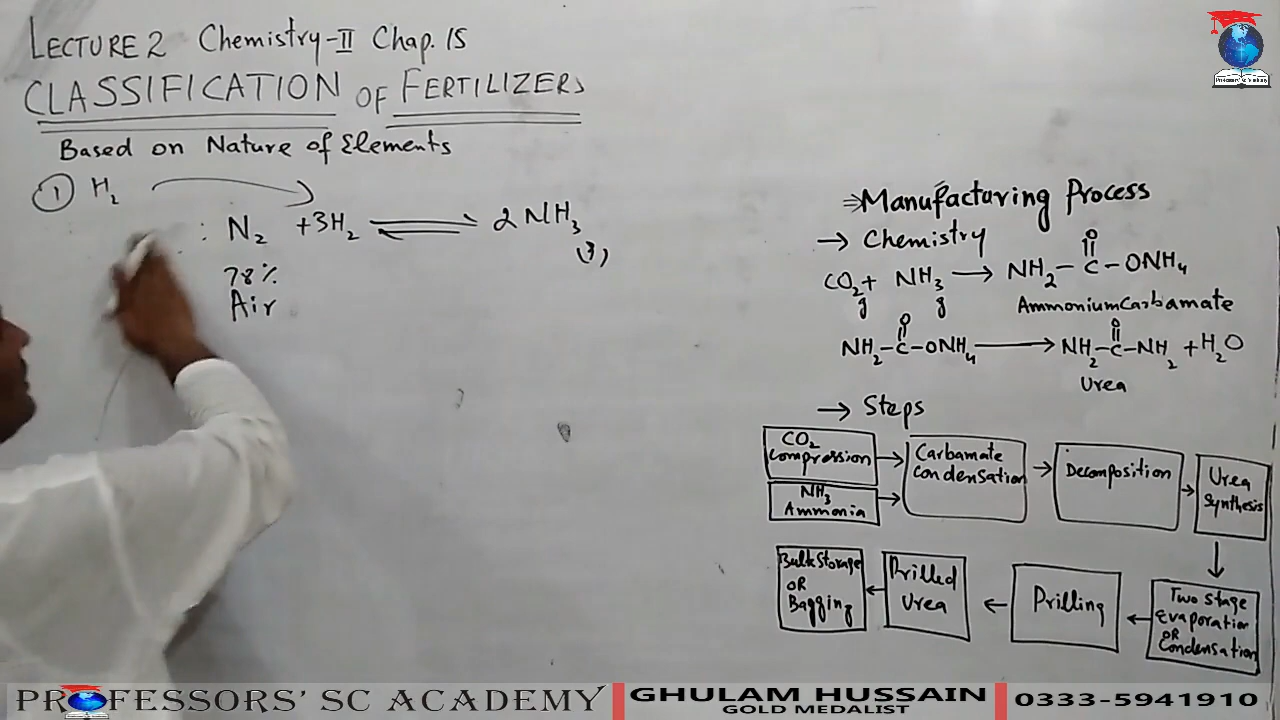 LECTURE 2 Chemistry-II Chap. 15
CLASSIFICATION OF FERTILIZERS
Based on Nature of Elements
① H₂
: N₂ + 3H₂ ⇌ 2NH₃
(g)
78%
Air
⇒ Manufacturing Process
→ Chemistry
CO₂ + NH₃ → NH₂-C-ONH₄
O
g g
Ammonium Carbamate
O O
NH₂-C-ONH₄ → NH₂-C-NH₂ + H₂O
Urea
→ Steps
CO₂
Compression
NH₃
Ammonia
Carbamate
Condensation
Decomposition
Urea
Synthesis
Two Stage
Evaporation
OR
Condensation
Prilling
Prilled
Urea
Bulk Storage
OR
Bagging
PROFESSORS' SC ACADEMY
GHULAM HUSSAIN
GOLD MEDALIST
0333-5941910